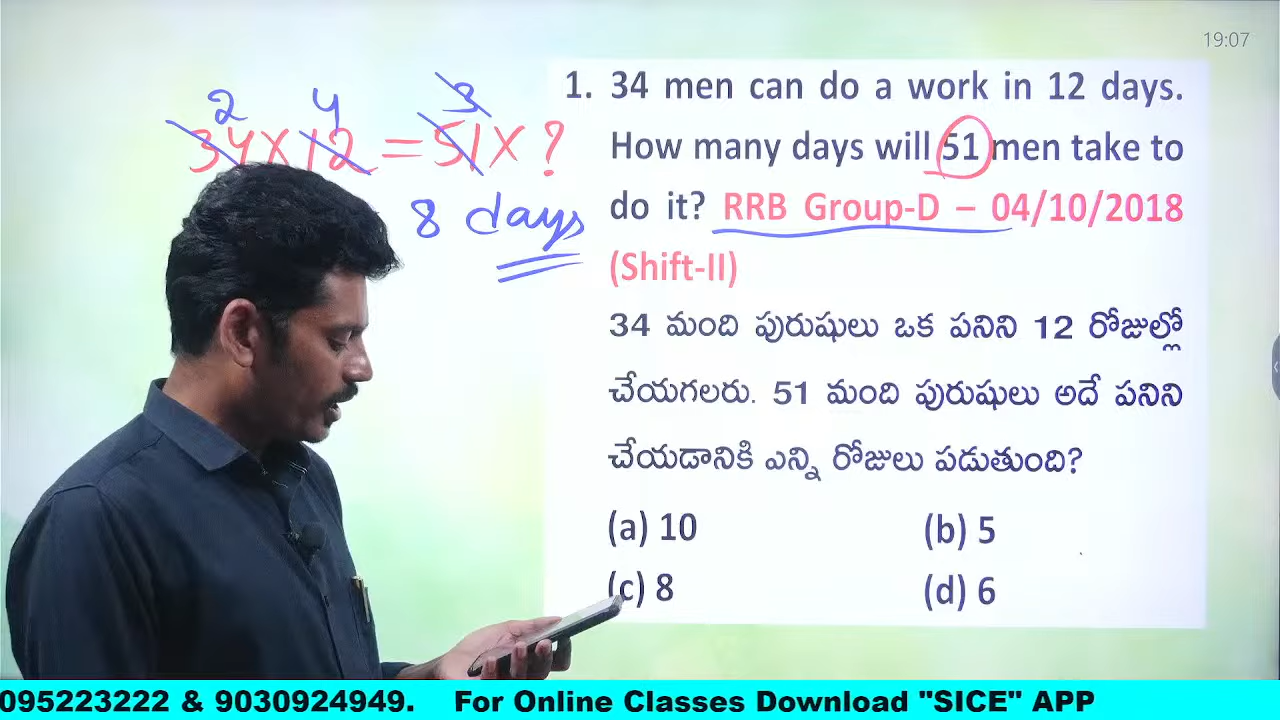 19:07
2 4 3
34 × 12 = 51 × ?
8 days
1. 34 men can do a work in 12 days.
How many days will 51 men take to
do it? RRB Group-D – 04/10/2018
(Shift-II)
34 మంది పురుషులు ఒక పనిని 12 రోజుల్లో
చేయగలరు. 51 మంది పురుషులు అదే పనిని
చేయడానికి ఎన్ని రోజులు పడుతుంది?
(a) 10 (b) 5
(c) 8 (d) 6
095223222 & 9030924949. For Online Classes Download "SICE" APP